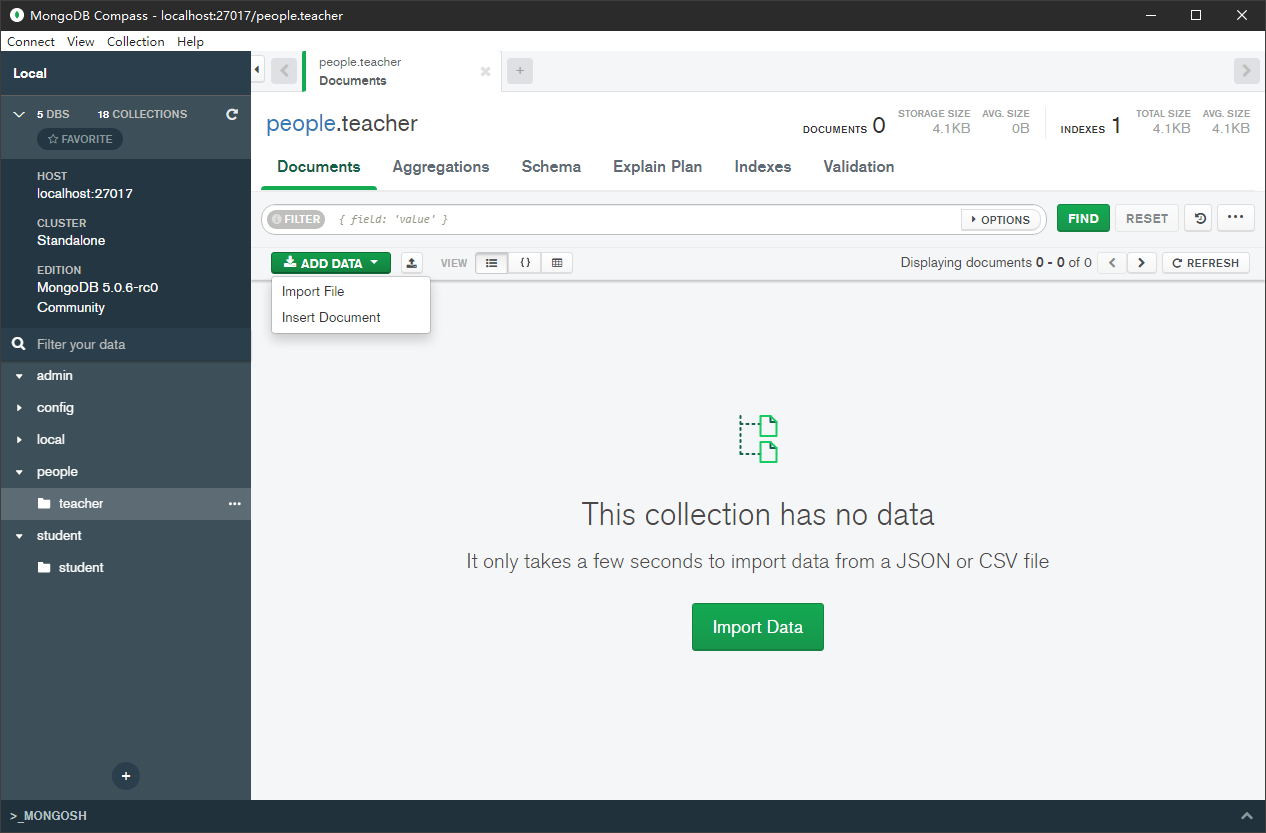 MongoDB Compass - localhost:27017/people.teacher
Connect View Collection Help
Local
5 DBS 18 COLLECTIONS
FAVORITE
HOST
localhost:27017
CLUSTER
Standalone
EDITION
MongoDB 5.0.6-rc0
Community
Filter your data
admin
config
local
people
teacher
student
student
>_MONGOSH
people.teacher
Documents
people.teacher
DOCUMENTS 0
STORAGE SIZE
4.1KB
AVG. SIZE
0B
INDEXES 1
TOTAL SIZE
4.1KB
AVG. SIZE
4.1KB
Documents Aggregations Schema Explain Plan Indexes Validation
FILTER { field: 'value' } OPTIONS FIND RESET
ADD DATA VIEW {} Displaying documents 0 - 0 of 0 REFRESH
Import File
Insert Document
This collection has no data
It only takes a few seconds to import data from a JSON or CSV file
Import Data